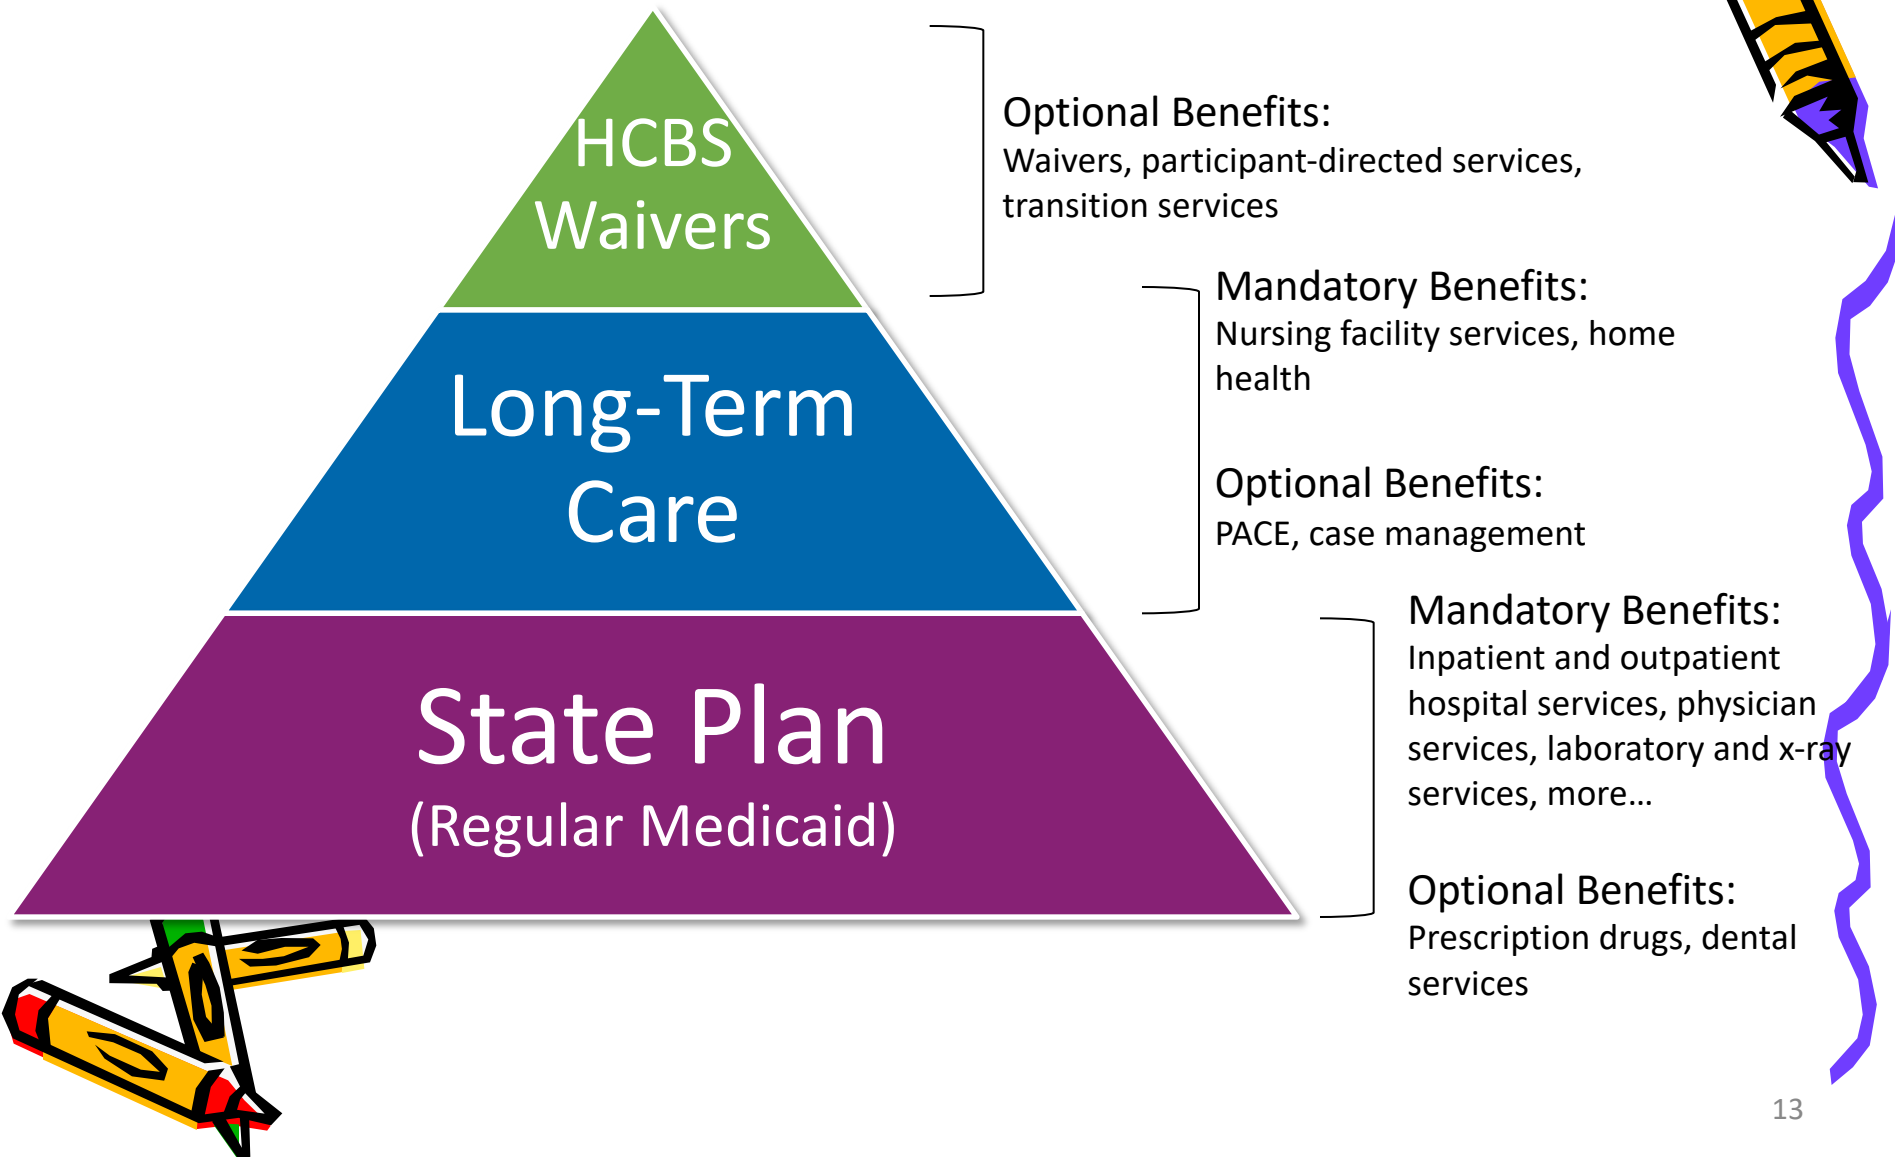 HCBS
Waivers
Optional Benefits:
Waivers, participant-directed services,
transition services
Long-Term
Care
Mandatory Benefits:
Nursing facility services, home
health
Optional Benefits:
PACE, case management
State Plan
(Regular Medicaid)
Mandatory Benefits:
Inpatient and outpatient
hospital services, physician
services, laboratory and x-ray
services, more…
Optional Benefits:
Prescription drugs, dental
services
13